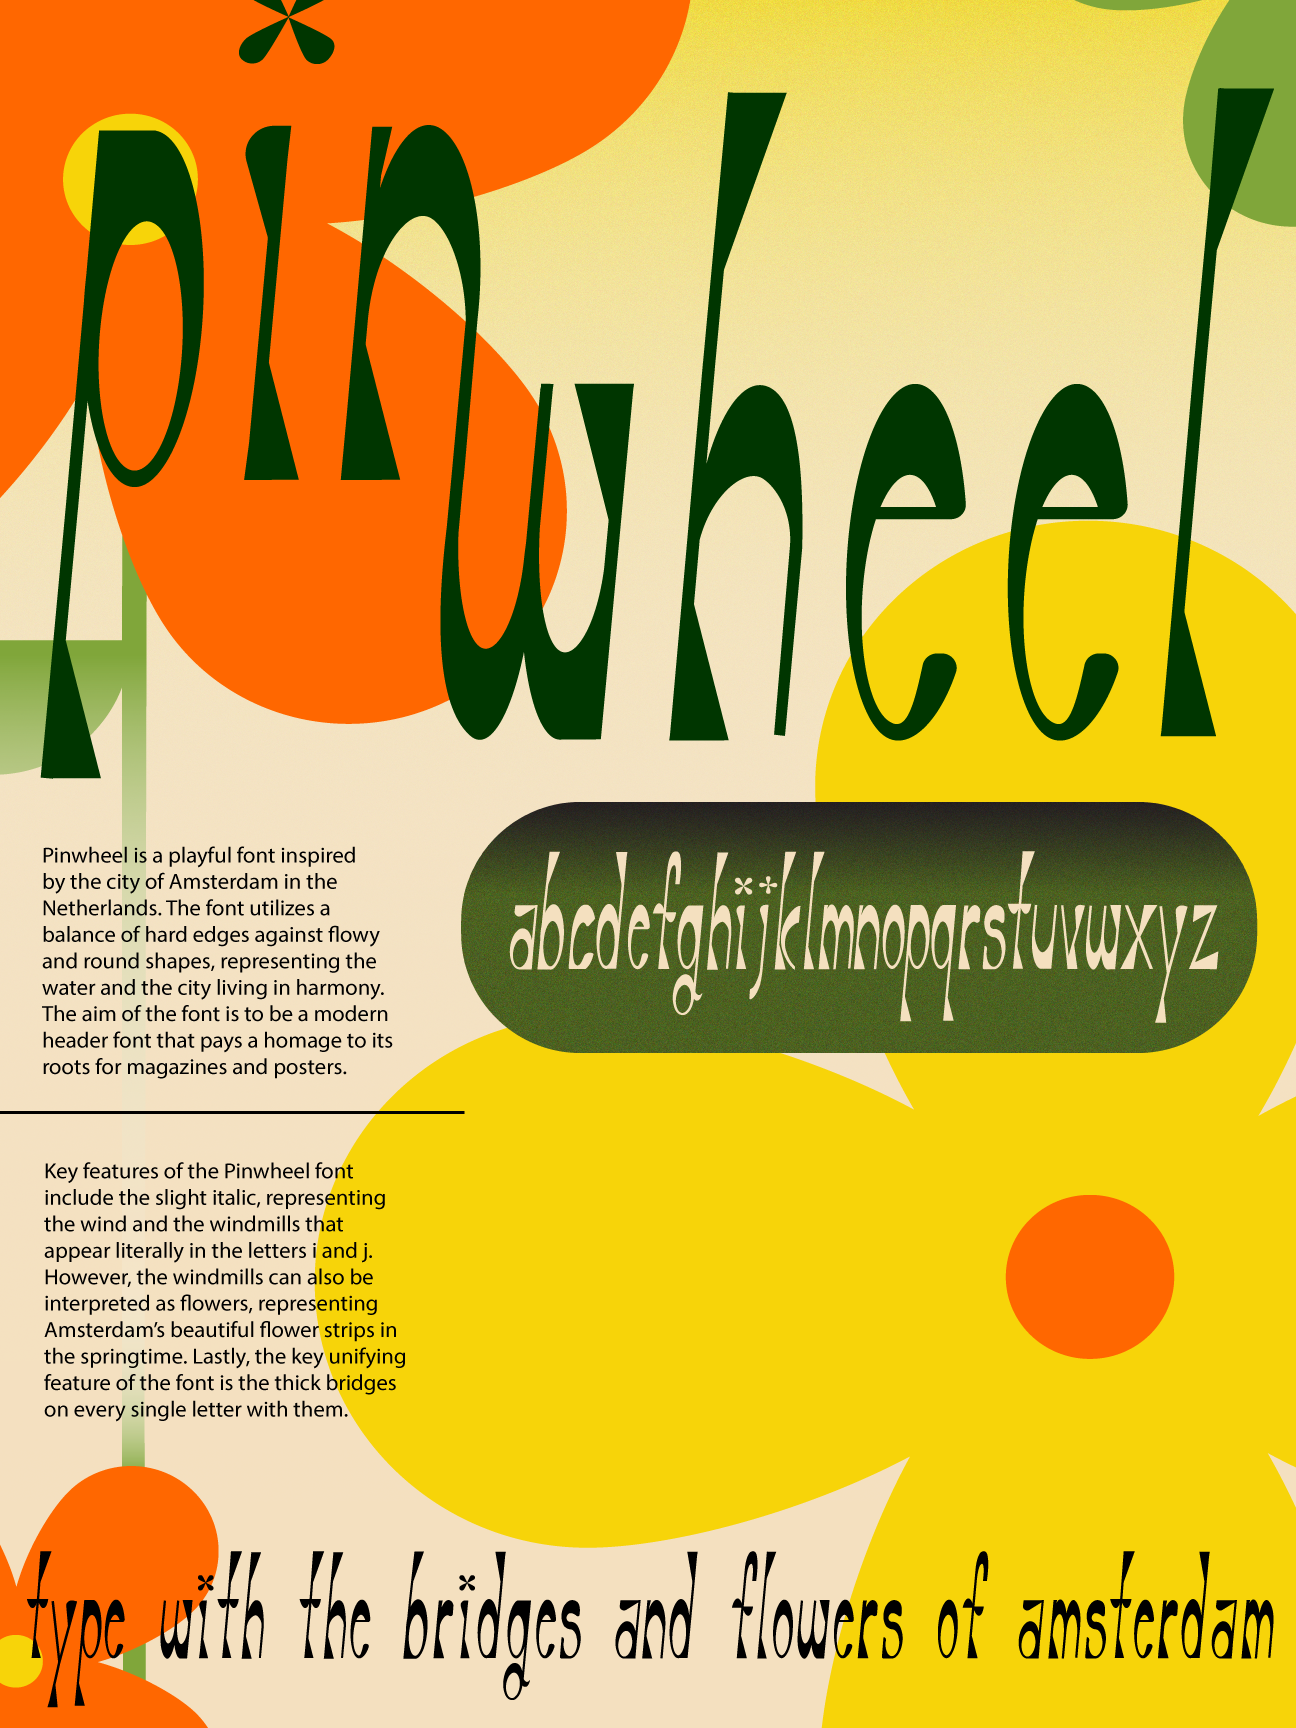 pinwheel
abcdefghijklmnopqrstuvwxyz
Pinwheel is a playful font inspired
by the city of Amsterdam in the
Netherlands. The font utilizes a
balance of hard edges against flowy
and round shapes, representing the
water and the city living in harmony.
The aim of the font is to be a modern
header font that pays a homage to its
roots for magazines and posters.
Key features of the Pinwheel font
include the slight italic, representing
the wind and the windmills that
appear literally in the letters i and j.
However, the windmills can also be
interpreted as flowers, representing
Amsterdam’s beautiful flower strips in
the springtime. Lastly, the key unifying
feature of the font is the thick bridges
on every single letter with them.
type with the bridges and flowers of amsterdam